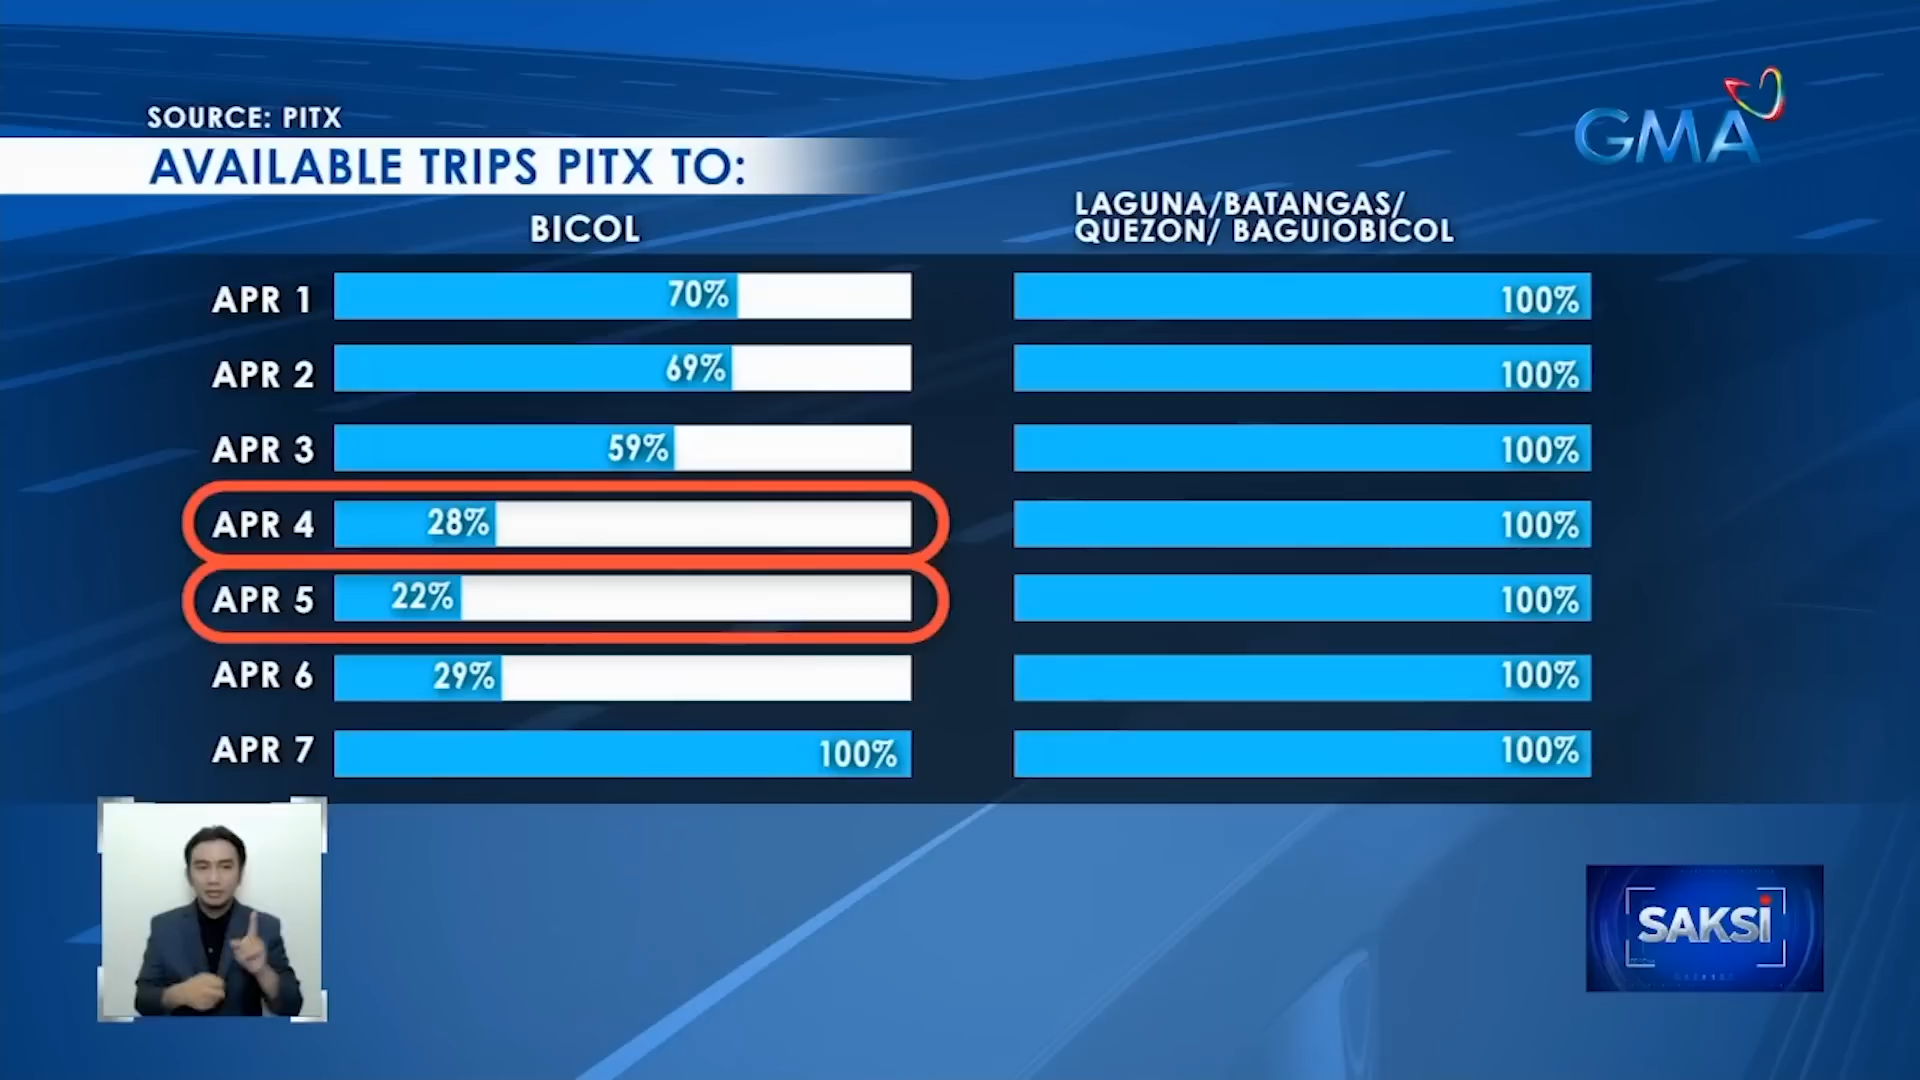 SOURCE: PITX
GMA
AVAILABLE TRIPS PITX TO:
BICOL
LAGUNA/BATANGAS/
QUEZON/ BAGUIOBICOL
APR 1 70% 100%
APR 2 69% 100%
APR 3 59% 100%
APR 4 28% 100%
APR 5 22% 100%
APR 6 29% 100%
APR 7 100% 100%
SAKSI